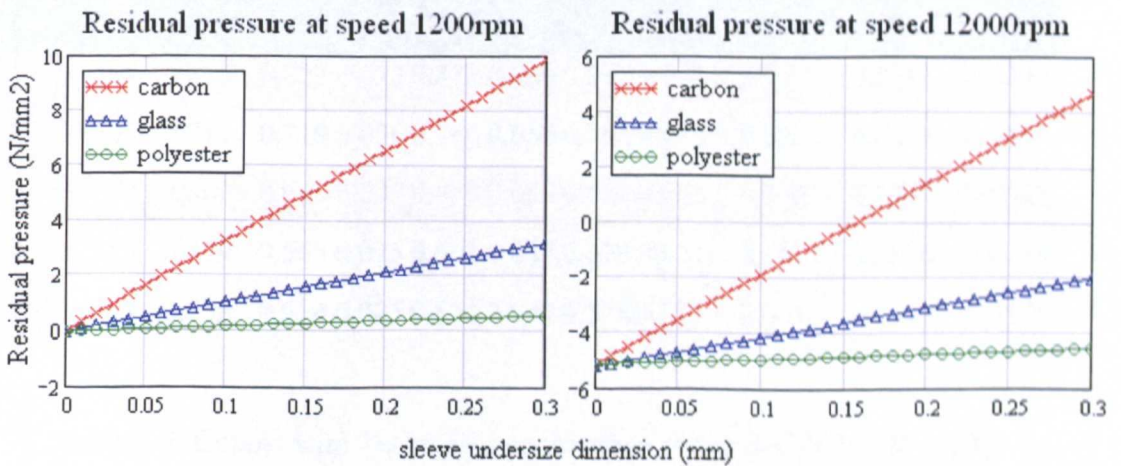 Residual pressure at speed 1200rpm
Residual pressure (N/mm2)
10
8
6
4
2
0
−2
carbon
glass
polyester
0 0.05 0.1 0.15 0.2 0.25 0.3
Residual pressure at speed 12000rpm
6
4
2
0
−2
−4
−6
carbon
glass
polyester
0 0.05 0.1 0.15 0.2 0.25 0.3
sleeve undersize dimension (mm)